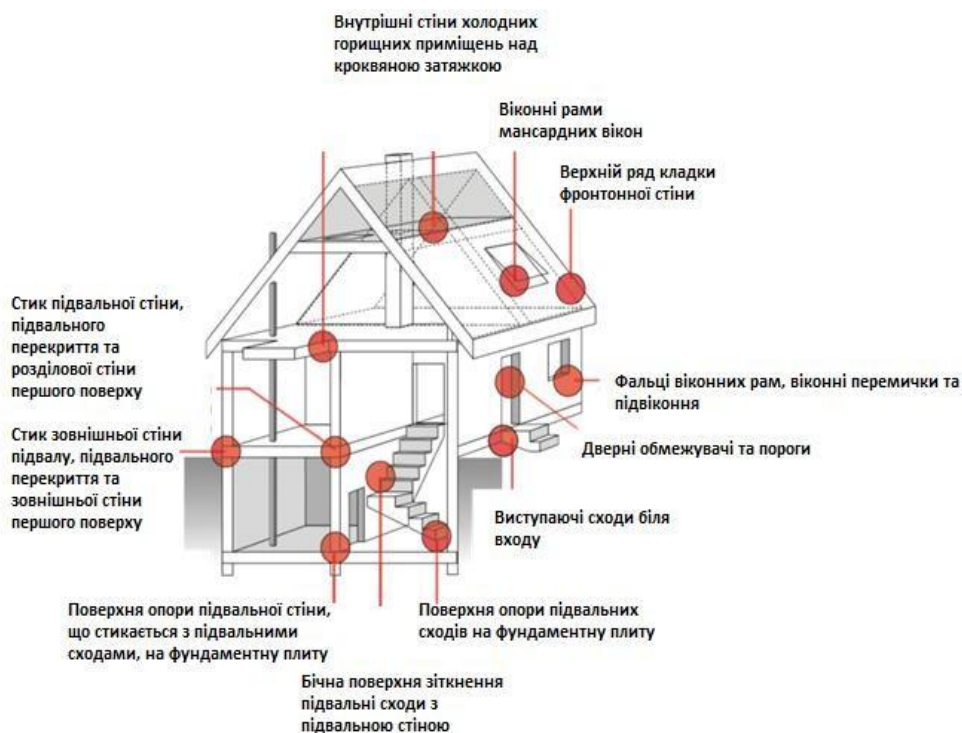 Внутрішні стіни холодних
горищних приміщень над
кроквяною затяжкою
Віконні рами
мансардних вікон
Верхній ряд кладки
фронтонної стіни
Стик підвальної стіни,
підвального
перекриття та
розділової стіни
першого поверху
Фальці віконних рам, віконні перемички та
підвіконня
Стик зовнішньої стіни
підвалу, підвального
перекриття та
зовнішньої стіни
першого поверху
Дверні обмежувачі та пороги
Виступаючі сходи біля
входу
Поверхня опори підвальної стіни,
що стикається з підвальними
сходами, на фундаментну плиту
Поверхня опори підвальних
сходів на фундаментну плиту
Бічна поверхня зіткнення
підвальні сходи з
підвальною стіною